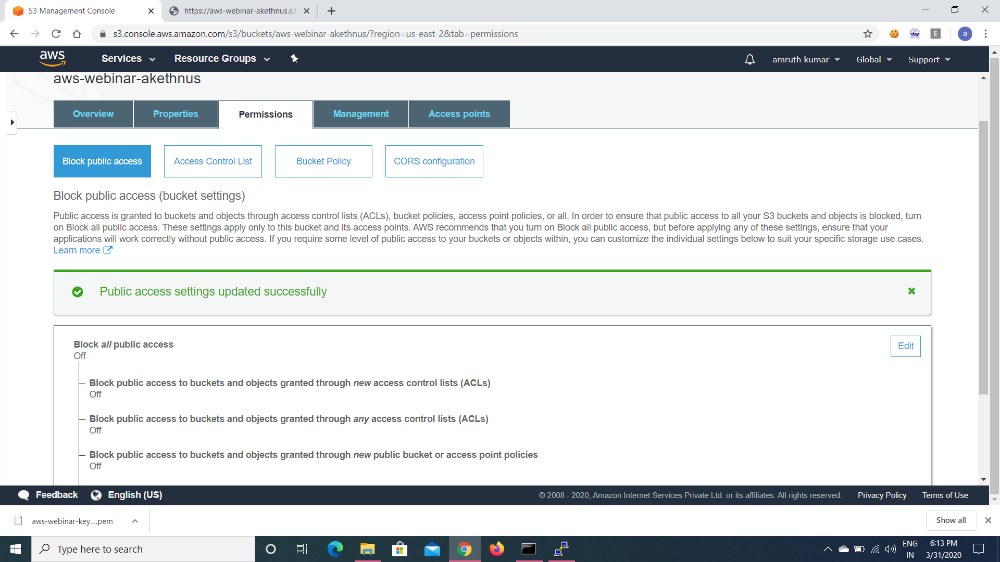 S3 Management Console
https://aws-webinar-akethnus.s3.
s3.console.aws.amazon.com/s3/buckets/aws-webinar-akethnus/?region=us-east-2&tab=permissions
E
a
aws
Services
Resource Groups
amruth kumar
Global
Support
aws-webinar-akethnus
Overview
Properties
Permissions
Management
Access points
Block public access
Access Control List
Bucket Policy
CORS configuration
Block public access (bucket settings)
Public access is granted to buckets and objects through access control lists (ACLs), bucket policies, access point policies, or all. In order to ensure that public access to all your S3 buckets and objects is blocked, turn
on Block all public access. These settings apply only to this bucket and its access points. AWS recommends that you turn on Block all public access, but before applying any of these settings, ensure that your
applications will work correctly without public access. If you require some level of public access to your buckets or objects within, you can customize the individual settings below to suit your specific storage use cases.
Learn more
Public access settings updated successfully
Block all public access
Edit
Off
Block public access to buckets and objects granted through new access control lists (ACLs)
Off
Block public access to buckets and objects granted through any access control lists (ACLs)
Off
Block public access to buckets and objects granted through new public bucket or access point policies
Off
Feedback
English (US)
© 2008 - 2020, Amazon Internet Services Private Ltd. or its affiliates. All rights reserved.
Privacy Policy
Terms of Use
aws-webinar-key....pem
Show all
Type here to search
ENG
IN
6:13 PM
3/31/2020